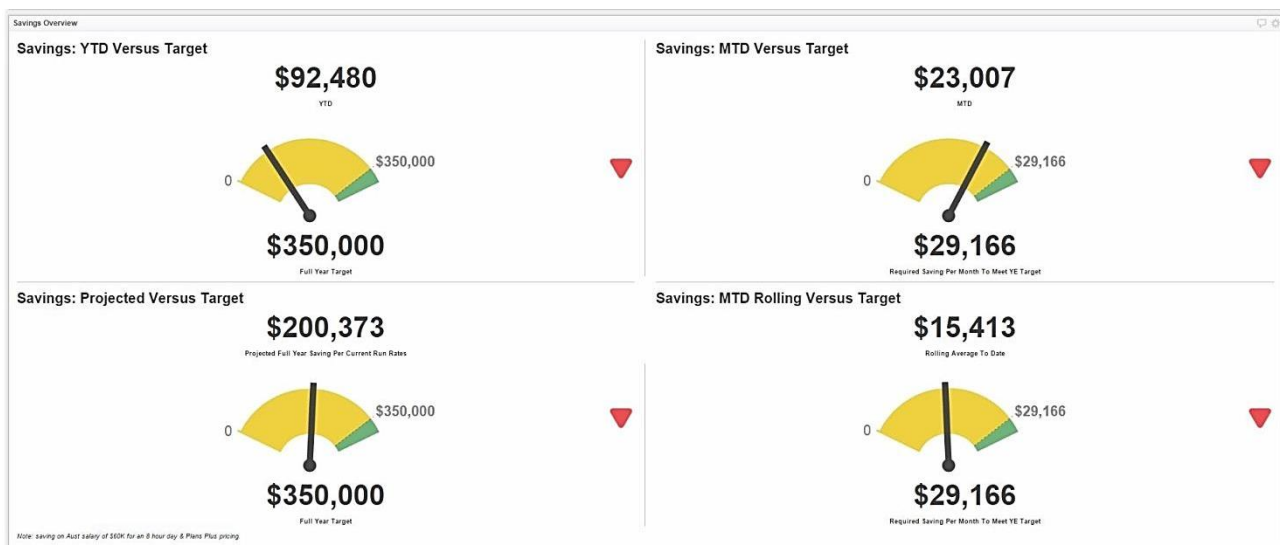 Savings Overview
Savings: YTD Versus Target
$92,480
YTD
0
$350,000
$350,000
Full Year Target
Savings: MTD Versus Target
$23,007
MTD
0
$29,166
$29,166
Required Saving Per Month To Meet YE Target
Savings: Projected Versus Target
$200,373
Projected Full Year Saving Per Current Run Rates
0
$350,000
$350,000
Full Year Target
Savings: MTD Rolling Versus Target
$15,413
Rolling Average To Date
0
$29,166
$29,166
Required Saving Per Month To Meet YE Target
Note: saving on Aust salary of $60K for an 8 hour day & Plans Plus pricing